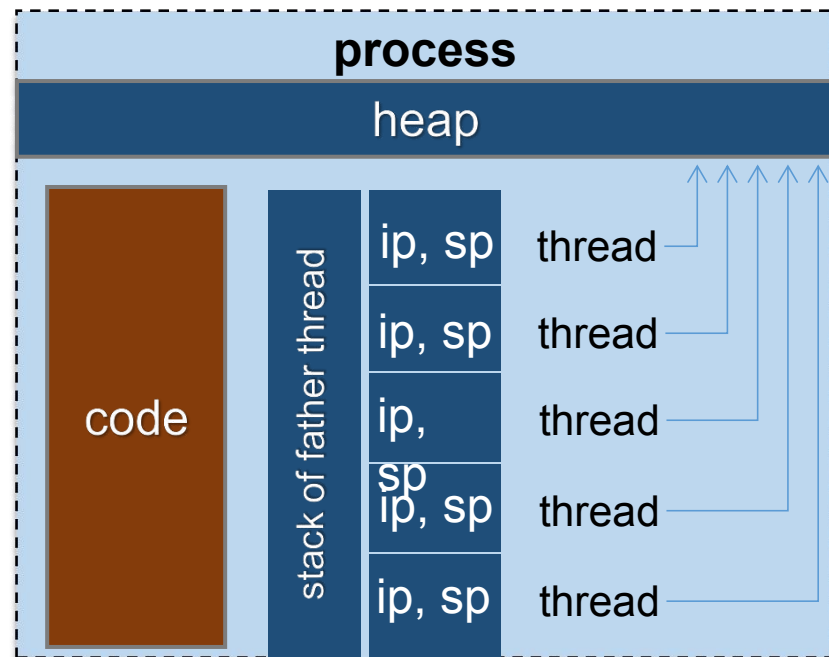 process
heap
code
stack of father thread
ip, sp
thread
ip, sp
thread
ip,
sp
thread
ip, sp
thread
ip, sp
thread